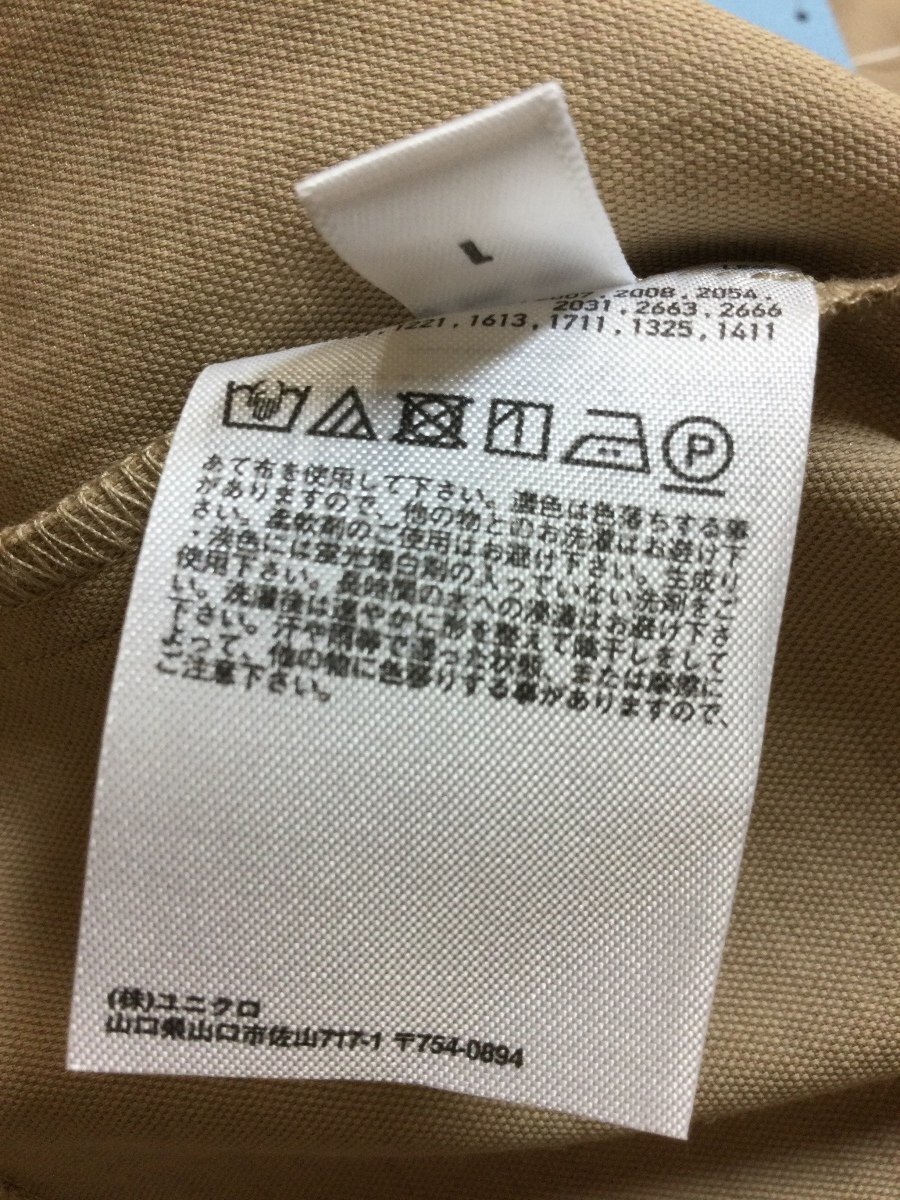 L
2008,2054,
2031,2663,2666
1221,1613,1711,1325,1411
P
あて布を使用して下さい。濃色は色落ちする事
がありますので、他の物とのお洗濯はお避け下
さい。柔軟剤のご使用はお避け下さい。生成り
・淡色には蛍光増白剤の入っていない洗剤をご
使用下さい。長時間の水への浸漬はお避け下さ
い。洗濯後は速やかに形を整えて陰干しして
下さい。汗や雨等で湿った状態、または摩擦に
よって、他の物に色移りする事がありますので、
ご注意下さい。
(株)ユニクロ
山口県山口市佐山717-1 〒754-0894